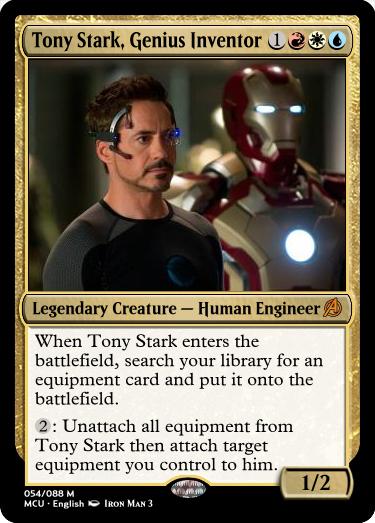 Tony Stark, Genius Inventor 1
Legendary Creature — Human Engineer
When Tony Stark enters the
battlefield, search your library for an
equipment card and put it onto the
battlefield.
2: Unattach all equipment from
Tony Stark then attach target
equipment you control to him.
1/2
054/088 M
MCU • English Iron Man 3